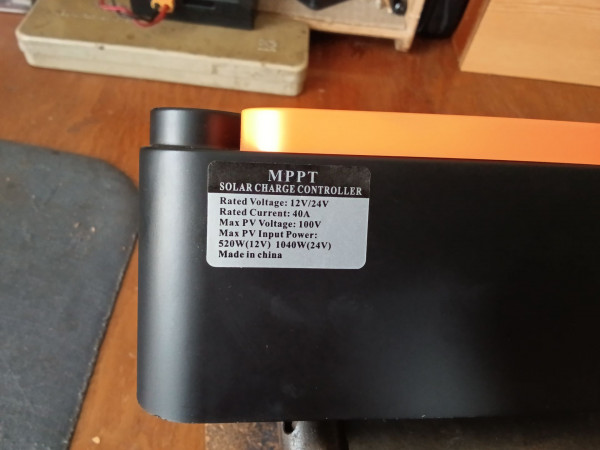 MPPT
SOLAR CHARGE CONTROLLER
Rated Voltage: 12V/24V
Rated Current: 40A
Max PV Voltage: 100V
Max PV Input Power:
520W(12V) 1040W(24V)
Made in china